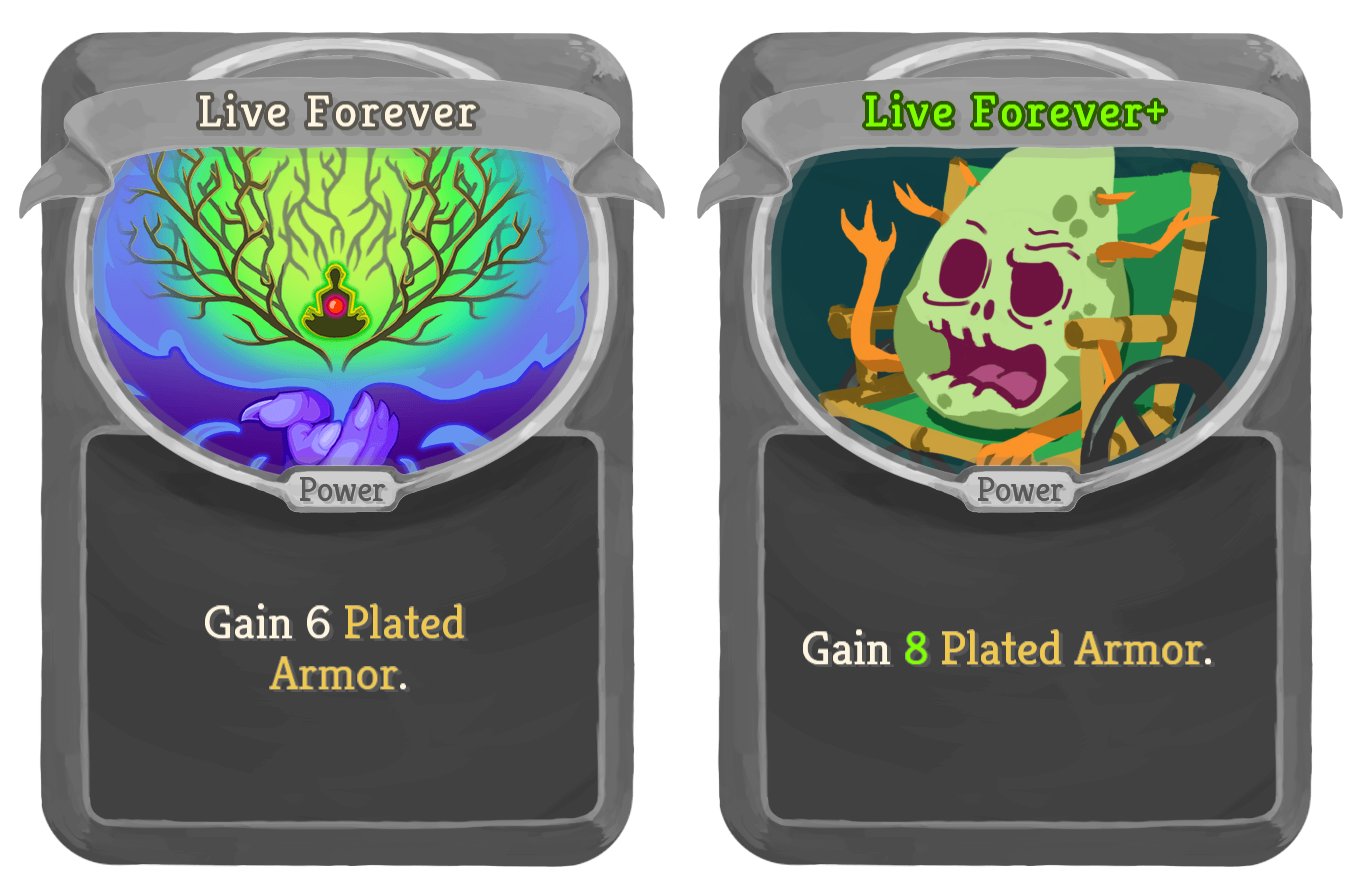 Live Forever
Power
Gain 6 Plated
Armor.
Live Forever+
Power
Gain 8 Plated Armor.